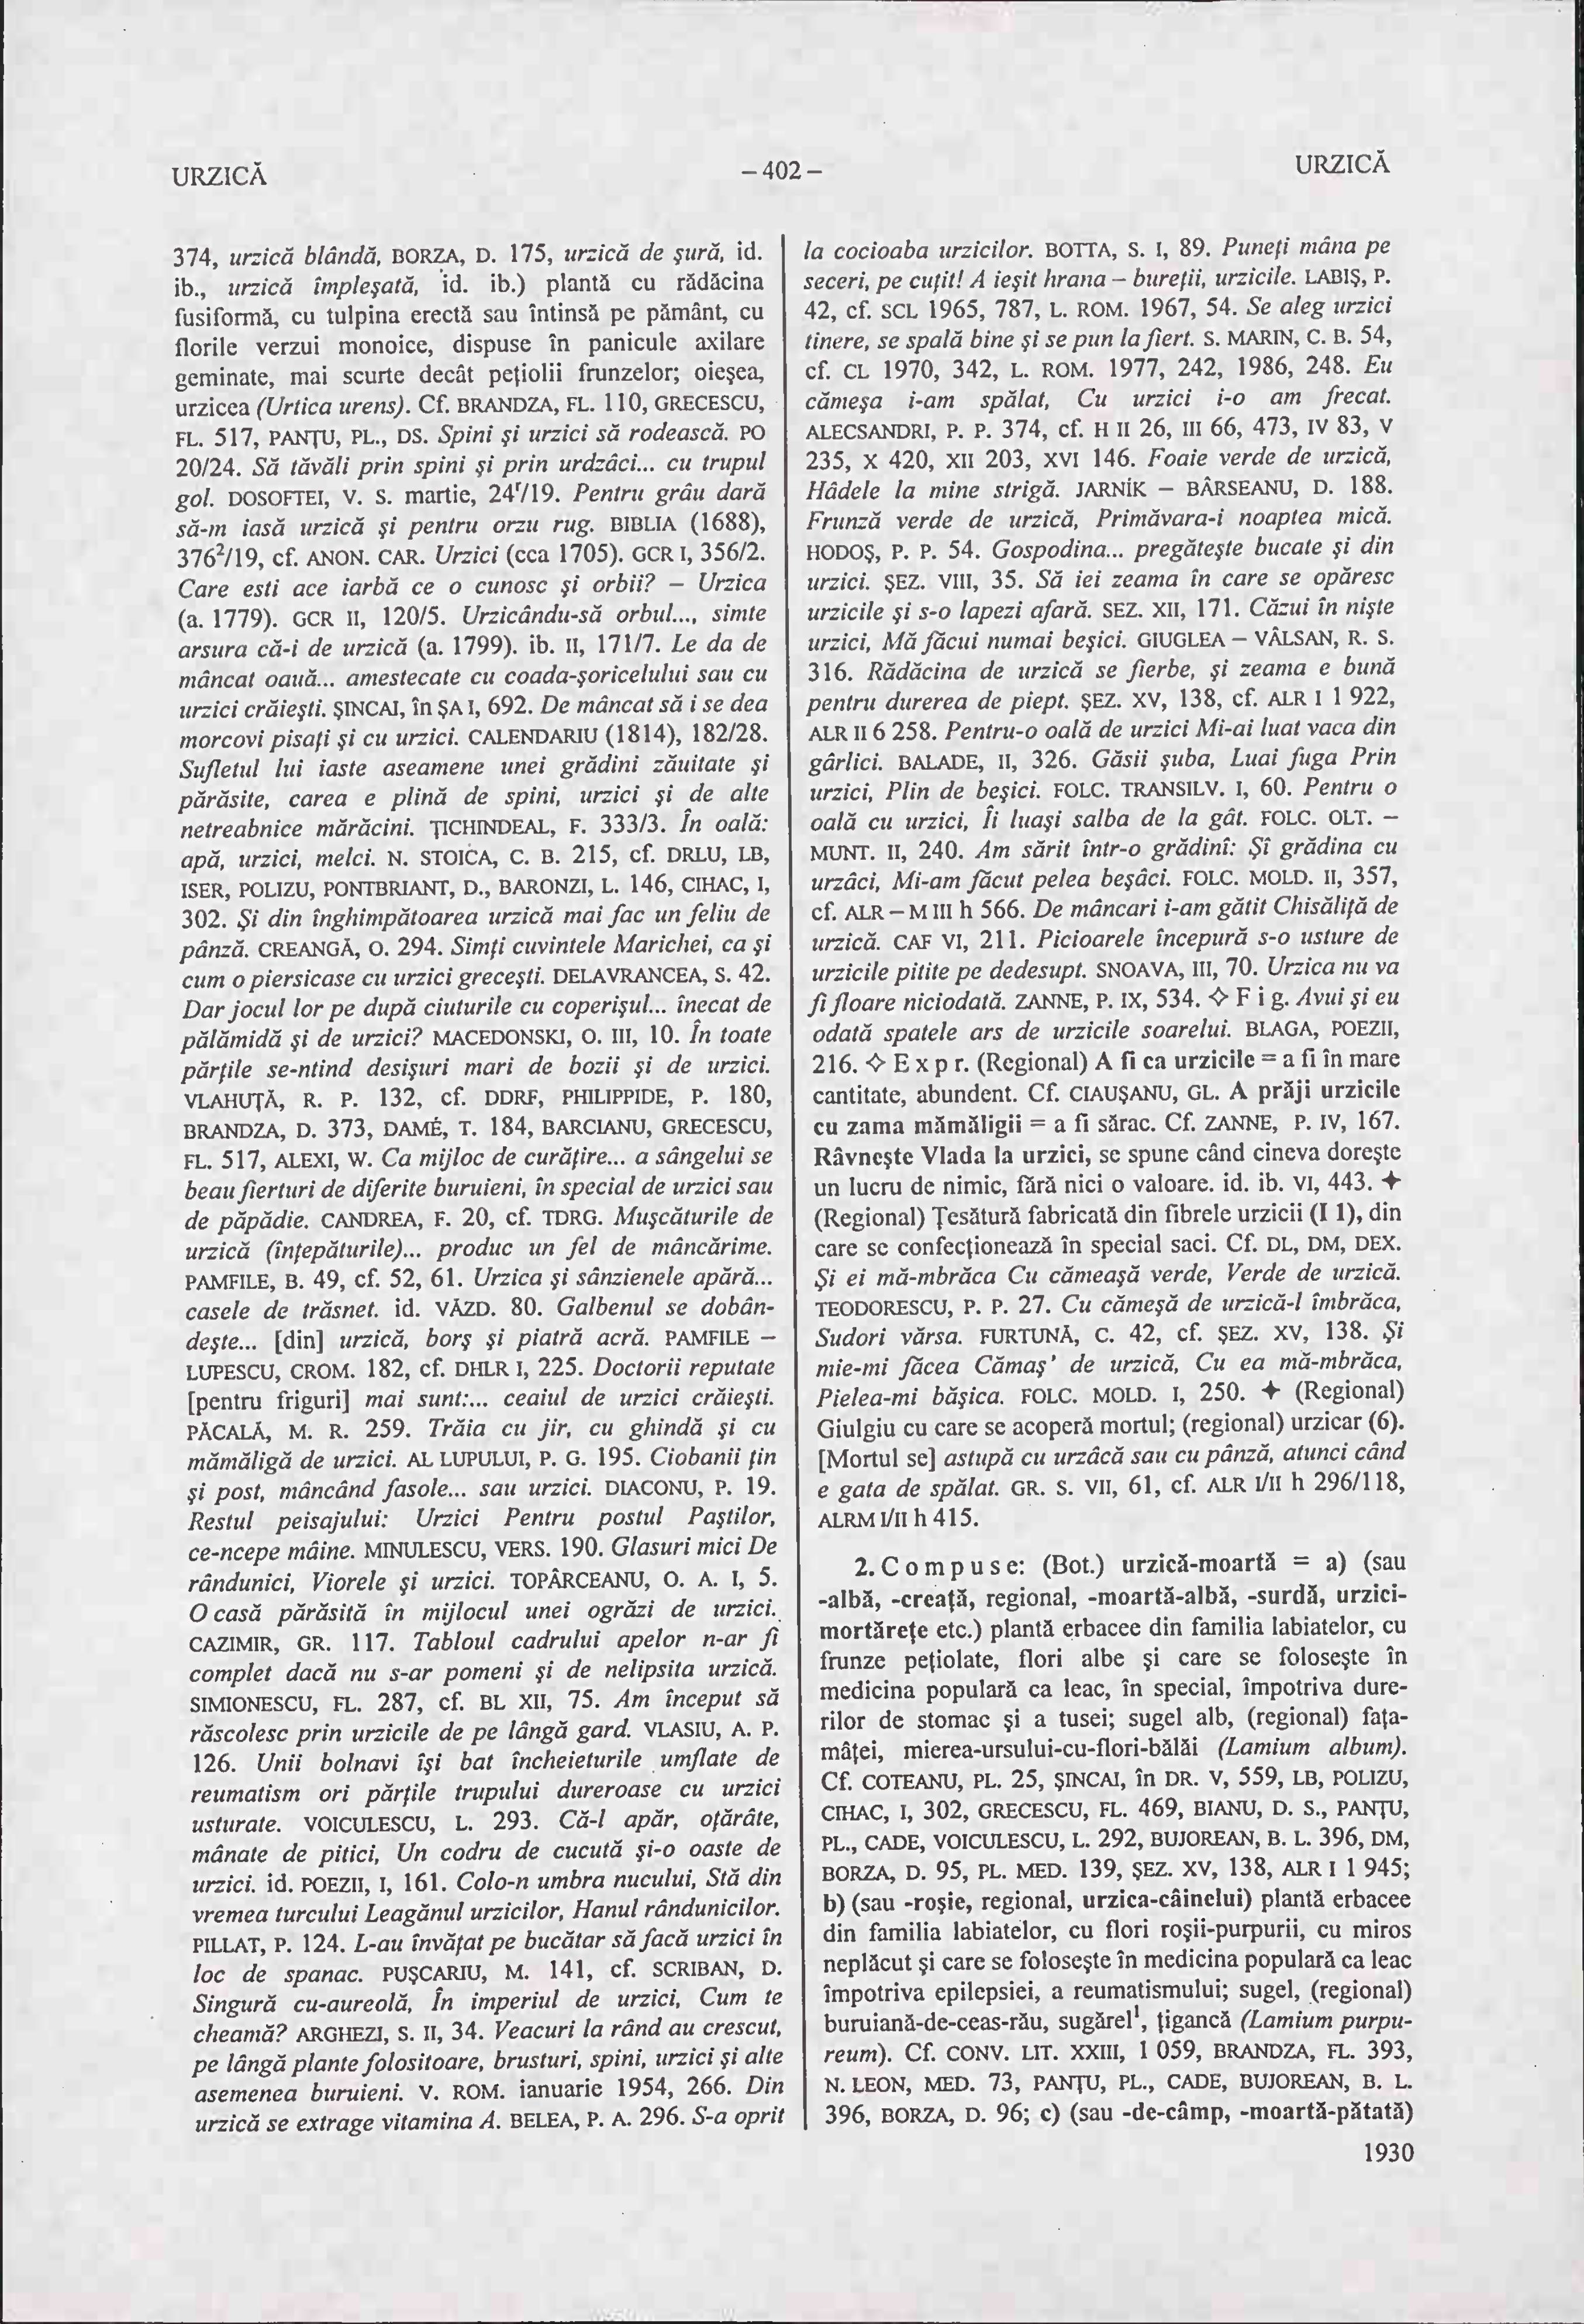 URZICĂ
– 402 –
URZICĂ
374, urzică blândă, BORZA, D. 175, urzică de şură, id.
ib., urzică împleşată, id. ib.) plantă cu rădăcina
fusiformă, cu tulpina erectă sau întinsă pe pământ, cu
florile verzui monoice, dispuse în panicule axilare
geminate, mai scurte decât peţiolii frunzelor; oieşea,
urzicea (Urtica urens). Cf. BRANDZA, FL. 110, GRECESCU,
FL. 517, PANŢU, PL., DS. Spini şi urzici să rodească. PO
20/24. Să tăvăli prin spini şi prin urdzâci... cu trupul
gol. DOSOFTEI, V. S. martie, 24ʳ/19. Pentru grâu dară
să-m iasă urzică şi pentru orzu rug. BIBLIA (1688),
376²/19, cf. ANON. CAR. Urzici (cca 1705). GCR I, 356/2.
Care esti ace iarbă ce o cunosc şi orbii? – Urzica
(a. 1779). GCR II, 120/5. Urzicându-să orbul..., simte
arsura că-i de urzică (a. 1799). ib. II, 171/7. Le da de
mâncat oauă... amestecate cu coada-şoricelului sau cu
urzici crăieşti. ŞINCAI, în ŞA I, 692. De mâncat să i se dea
morcovi pisaţi şi cu urzici. CALENDARIU (1814), 182/28.
Sufletul lui iaste aseamene unei grădini zăuitate şi
părăsite, carea e plină de spini, urzici şi de alte
netreabnice mărăcini. ŢICHINDEAL, F. 333/3. În oală:
apă, urzici, melci. N. STOICA, C. B. 215, cf. DRLU, LB,
ISER, POLIZU, PONTBRIANT, D., BARONZI, L. 146, CIHAC, I,
302. Şi din înghimpătoarea urzică mai fac un feliu de
pânză. CREANGĂ, O. 294. Simţi cuvintele Marichei, ca şi
cum o piersicase cu urzici greceşti. DELAVRANCEA, S. 42.
Dar jocul lor pe după ciuturile cu coperişul... înecat de
pălămidă şi de urzici? MACEDONSKI, O. III, 10. În toate
părţile se-ntind desişuri mari de bozii şi de urzici.
VLAHUŢĂ, R. P. 132, cf. DDRF, PHILIPPIDE, P. 180,
BRANDZA, D. 373, DAMÉ, T. 184, BARCIANU, GRECESCU,
FL. 517, ALEXI, W. Ca mijloc de curăţire... a sângelui se
beau fierturi de diferite buruieni, în special de urzici sau
de păpădie. CANDREA, F. 20, cf. TDRG. Muşcăturile de
urzică (înţepăturile)... produc un fel de mâncărime.
PAMFILE, B. 49, cf. 52, 61. Urzica şi sânzienele apără...
casele de trăsnet. id. VĂZD. 80. Galbenul se dobân-
deşte... [din] urzică, borş şi piatră acră. PAMFILE –
LUPESCU, CROM. 182, cf. DHLR I, 225. Doctorii reputate
[pentru friguri] mai sunt:... ceaiul de urzici crăieşti.
PĂCALĂ, M. R. 259. Trăia cu jir, cu ghindă şi cu
mămăligă de urzici. AL LUPULUI, P. G. 195. Ciobanii ţin
şi post, mâncând fasole... sau urzici. DIACONU, P. 19.
Restul peisajului: Urzici Pentru postul Paştilor,
ce-ncepe mâine. MINULESCU, VERS. 190. Glasuri mici De
rândunici, Viorele şi urzici. TOPÂRCEANU, O. A. I, 5.
O casă părăsită în mijlocul unei ogrăzi de urzici.
CAZIMIR, GR. 117. Tabloul cadrului apelor n-ar fi
complet dacă nu s-ar pomeni şi de nelipsita urzică.
SIMIONESCU, FL. 287, cf. BL XII, 75. Am început să
răscolesc prin urzicile de pe lângă gard. VLASIU, A. P.
126. Unii bolnavi îşi bat încheieturile umflate de
reumatism ori părţile trupului dureroase cu urzici
usturate. VOICULESCU, L. 293. Că-l apăr, oţărâte,
mânate de pitici, Un codru de cucută şi-o oaste de
urzici. id. POEZII, I, 161. Colo-n umbra nucului, Stă din
vremea turcului Leagănul urzicilor, Hanul rândunicilor.
PILLAT, P. 124. L-au învăţat pe bucătar să facă urzici în
loc de spanac. PUŞCARIU, M. 141, cf. SCRIBAN, D.
Singură cu-aureolă, În imperiul de urzici, Cum te
cheamă? ARGHEZI, S. II, 34. Veacuri la rând au crescut,
pe lângă plante folositoare, brusturi, spini, urzici şi alte
asemenea buruieni. V. ROM. ianuarie 1954, 266. Din
urzică se extrage vitamina A. BELEA, P. A. 296. S-a oprit
la cocioaba urzicilor. BOTTA, S. I, 89. Puneţi mâna pe
seceri, pe cuţit! A ieşit hrana – bureţii, urzicile. LABIŞ, P.
42, cf. SCL 1965, 787, L. ROM. 1967, 54. Se aleg urzici
tinere, se spală bine şi se pun la fiert. S. MARIN, C. B. 54,
cf. CL 1970, 342, L. ROM. 1977, 242, 1986, 248. Eu
cămeşa i-am spălat, Cu urzici i-o am frecat.
ALECSANDRI, P. P. 374, cf. H II 26, III 66, 473, IV 83, V
235, X 420, XII 203, XVI 146. Foaie verde de urzică,
Hâdele la mine strigă. JARNÍK – BÂRSEANU, D. 188.
Frunză verde de urzică, Primăvara-i noaptea mică.
HODOŞ, P. P. 54. Gospodina... pregăteşte bucate şi din
urzici. ŞEZ. VIII, 35. Să iei zeama în care se opăresc
urzicile şi s-o lapezi afară. SEZ. XII, 171. Căzui în nişte
urzici, Mă făcui numai beşici. GIUGLEA – VÂLSAN, R. S.
316. Rădăcina de urzică se fierbe, şi zeama e bună
pentru durerea de piept. ŞEZ. XV, 138, cf. ALR I 1 922,
ALR II 6 258. Pentru-o oală de urzici Mi-ai luat vaca din
gârlici. BALADE, II, 326. Găsii şuba, Luai fuga Prin
urzici, Plin de beşici. FOLC. TRANSILV. I, 60. Pentru o
oală cu urzici, Îi luaşi salba de la gât. FOLC. OLT. –
MUNT. II, 240. Am sărit într-o grădinî: Şî grădina cu
urzâci, Mi-am făcut pelea beşâci. FOLC. MOLD. II, 357,
cf. ALR – M III h 566. De mâncari i-am gătit Chisăliţă de
urzică. CAF VI, 211. Picioarele începură s-o usture de
urzicile pitite pe dedesupt. SNOAVA, III, 70. Urzica nu va
fi floare niciodată. ZANNE, P. IX, 534. ◇ F i g. Avui şi eu
odată spatele ars de urzicile soarelui. BLAGA, POEZII,
216. ◇ E x p r. (Regional) A fi ca urzicile = a fi în mare
cantitate, abundent. Cf. CIAUŞANU, GL. A prăji urzicile
cu zama mămăligii = a fi sărac. Cf. ZANNE, P. IV, 167.
Râvneşte Vlada la urzici, se spune când cineva doreşte
un lucru de nimic, fără nici o valoare. id. ib. VI, 443. ✦
(Regional) Ţesătură fabricată din fibrele urzicii (I 1), din
care se confecţionează în special saci. Cf. DL, DM, DEX.
Şi ei mă-mbrăca Cu cămeaşă verde, Verde de urzică.
TEODORESCU, P. P. 27. Cu cămeşă de urzică-l îmbrăca,
Sudori vărsa. FURTUNĂ, C. 42, cf. ŞEZ. XV, 138. Şi
mie-mi făcea Cămaş' de urzică, Cu ea mă-mbrăca,
Pielea-mi băşica. FOLC. MOLD. I, 250. ✦ (Regional)
Giulgiu cu care se acoperă mortul; (regional) urzicar (6).
[Mortul se] astupă cu urzâcă sau cu pânză, atunci când
e gata de spălat. GR. S. VII, 61, cf. ALR I/II h 296/118,
ALRM I/II h 415.
2. C o m p u s e: (Bot.) urzică-moartă = a) (sau
-albă, -creaţă, regional, -moartă-albă, -surdă, urzici-
mortăreţe etc.) plantă erbacee din familia labiatelor, cu
frunze peţiolate, flori albe şi care se foloseşte în
medicina populară ca leac, în special, împotriva dure-
rilor de stomac şi a tusei; sugel alb, (regional) faţa-
mâţei, mierea-ursului-cu-flori-bălăi (Lamium album).
Cf. COTEANU, PL. 25, ŞINCAI, în DR. V, 559, LB, POLIZU,
CIHAC, I, 302, GRECESCU, FL. 469, BIANU, D. S., PANŢU,
PL., CADE, VOICULESCU, L. 292, BUJOREAN, B. L. 396, DM,
BORZA, D. 95, PL. MED. 139, ŞEZ. XV, 138, ALR I 1 945;
b) (sau -roşie, regional, urzica-câinelui) plantă erbacee
din familia labiatelor, cu flori roşii-purpurii, cu miros
neplăcut şi care se foloseşte în medicina populară ca leac
împotriva epilepsiei, a reumatismului; sugel, (regional)
buruiană-de-ceas-rău, sugărel¹, ţigancă (Lamium purpu-
reum). Cf. CONV. LIT. XXIII, 1 059, BRANDZA, FL. 393,
N. LEON, MED. 73, PANŢU, PL., CADE, BUJOREAN, B. L.
396, BORZA, D. 96; c) (sau -de-câmp, -moartă-pătată)
1930